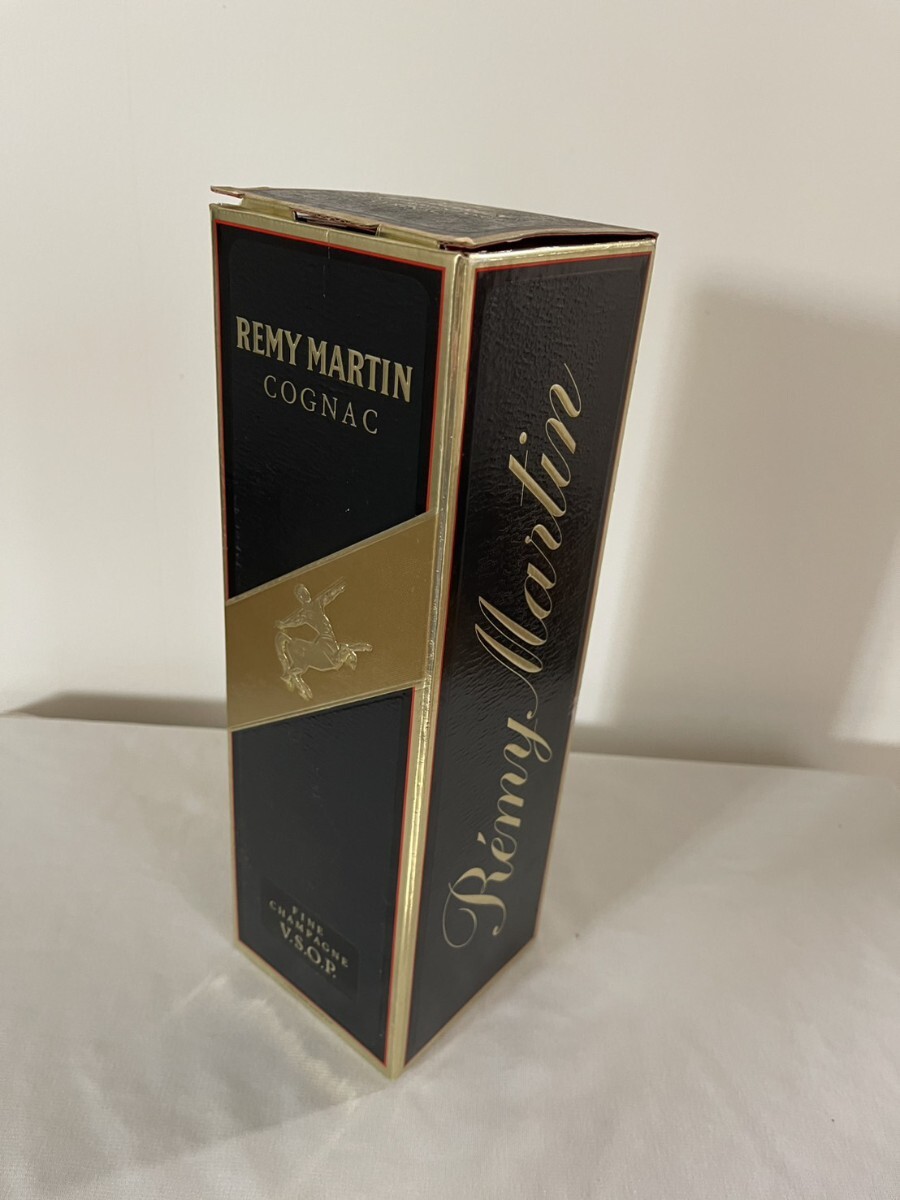 REMY MARTIN
COGNAC
FINE
CHAMPAGNE
V.S.O.P.
Rémy Martin